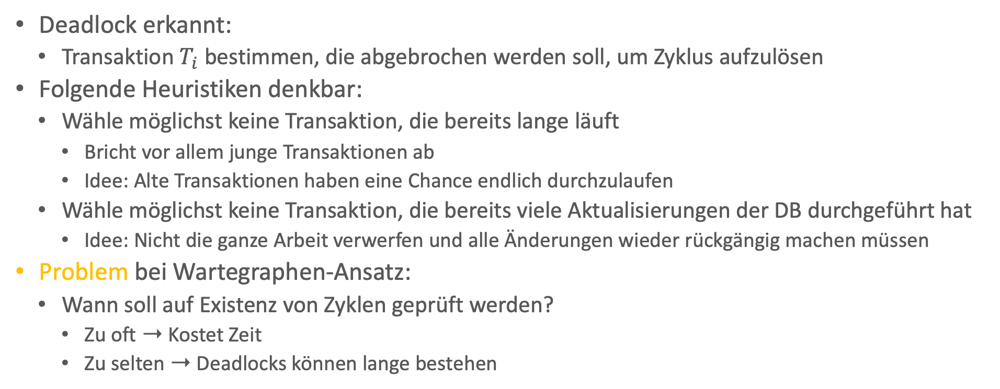 • Deadlock erkannt:
• Transaktion T_i bestimmen, die abgebrochen werden soll, um Zyklus aufzulösen
• Folgende Heuristiken denkbar:
• Wähle möglichst keine Transaktion, die bereits lange läuft
• Bricht vor allem junge Transaktionen ab
• Idee: Alte Transaktionen haben eine Chance endlich durchzulaufen
• Wähle möglichst keine Transaktion, die bereits viele Aktualisierungen der DB durchgeführt hat
• Idee: Nicht die ganze Arbeit verwerfen und alle Änderungen wieder rückgängig machen müssen
• Problem bei Wartegraphen-Ansatz:
• Wann soll auf Existenz von Zyklen geprüft werden?
• Zu oft → Kostet Zeit
• Zu selten → Deadlocks können lange bestehen